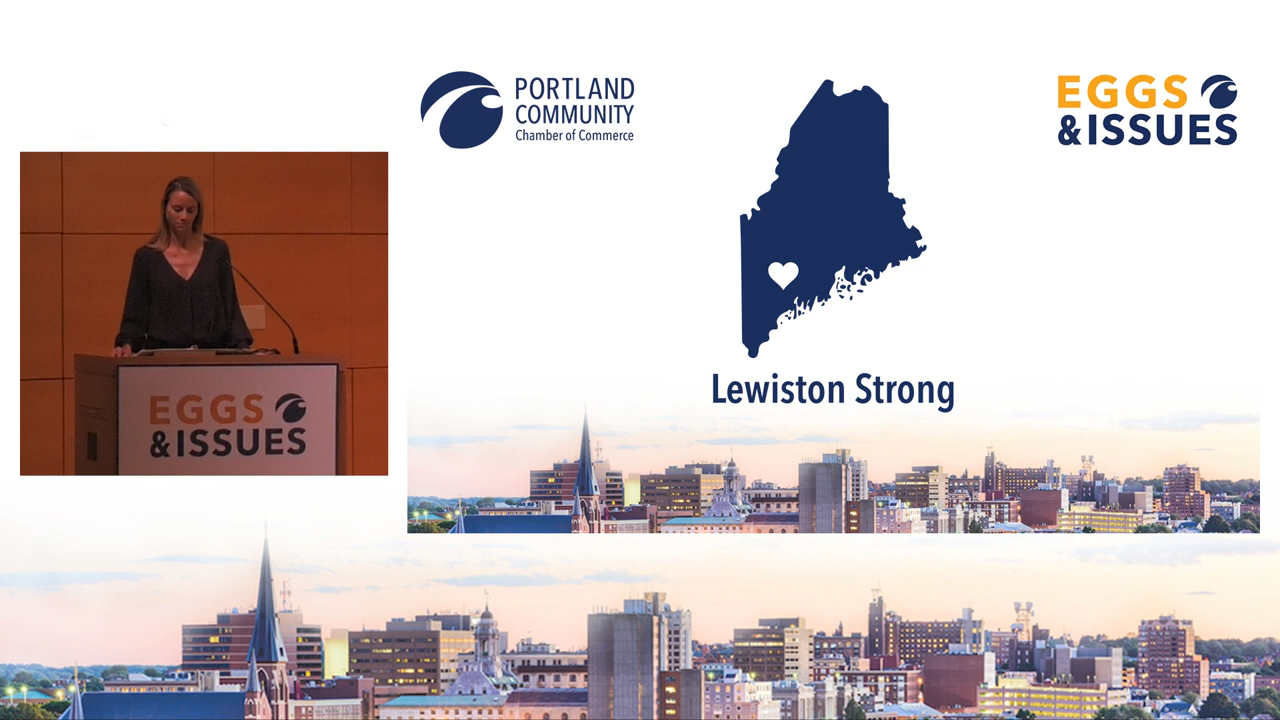 PORTLAND
COMMUNITY
Chamber of Commerce
EGGS
&ISSUES
Lewiston Strong
EGGS
&ISSUES